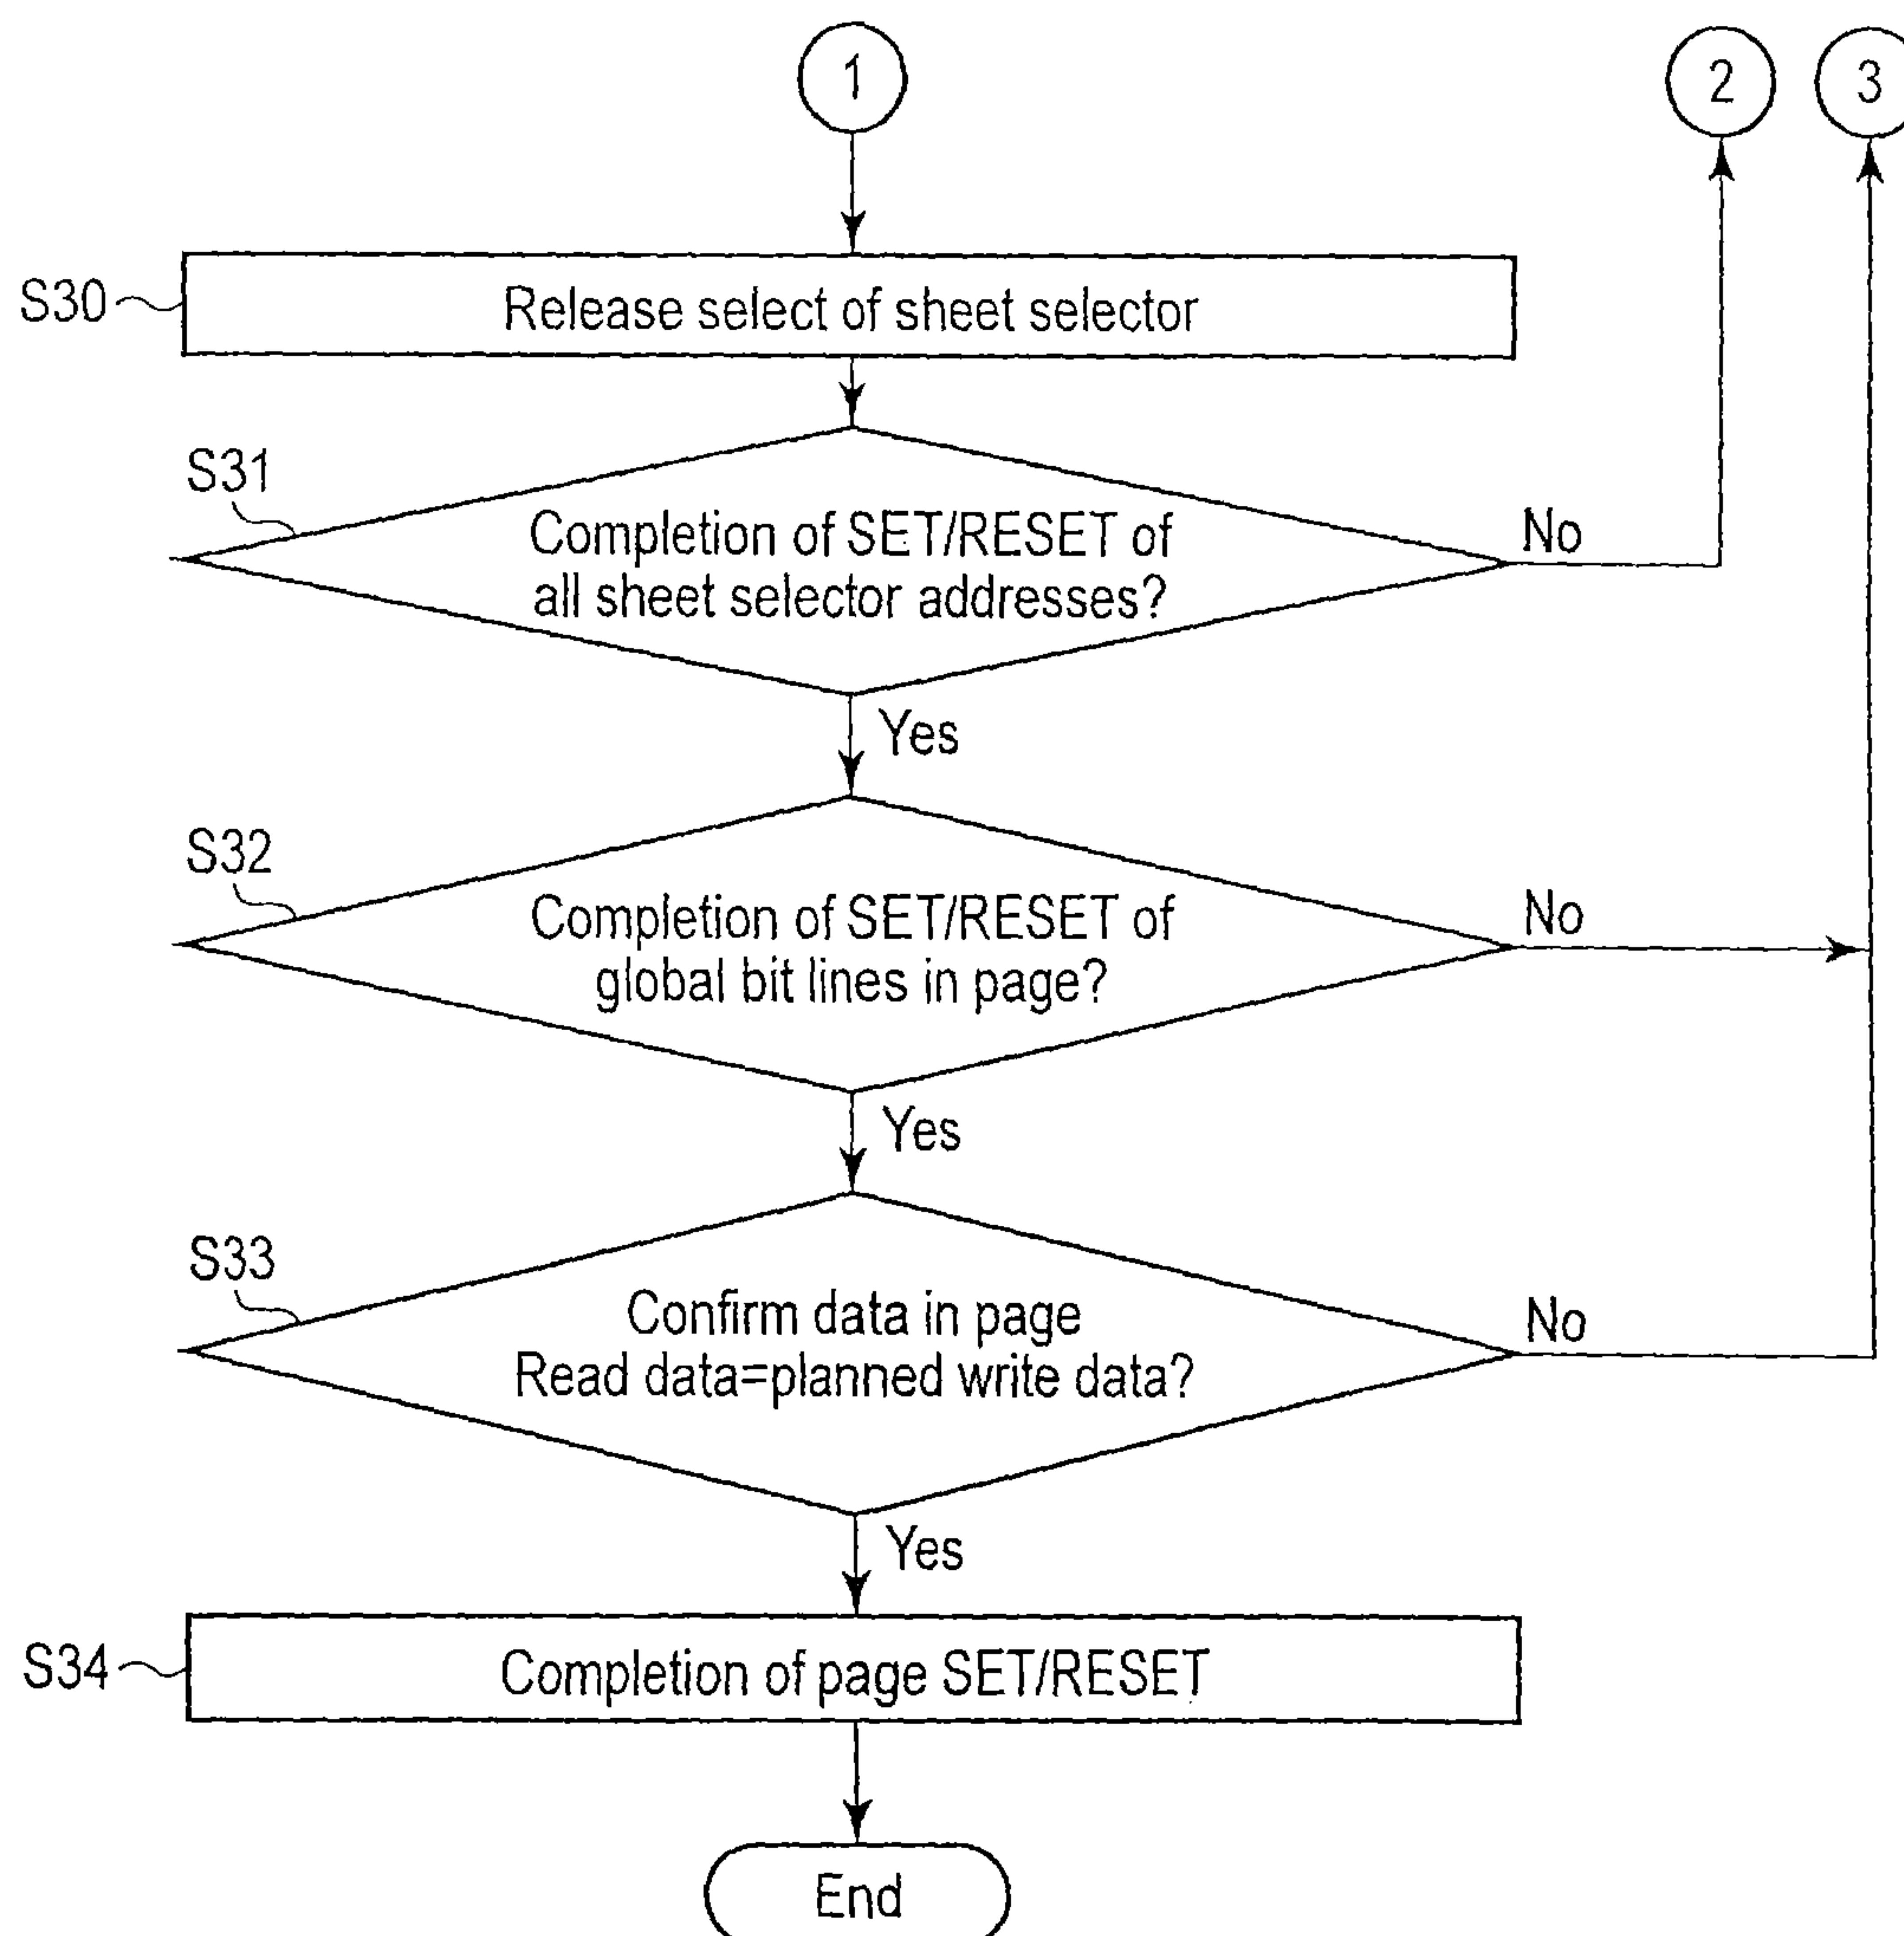 1
2
3
S30
Release select of sheet selector
S31
Completion of SET/RESET of
all sheet selector addresses?
No
Yes
S32
Completion of SET/RESET of
global bit lines in page?
No
Yes
S33
Confirm data in page
Read data=planned write data?
No
Yes
S34
Completion of page SET/RESET
End